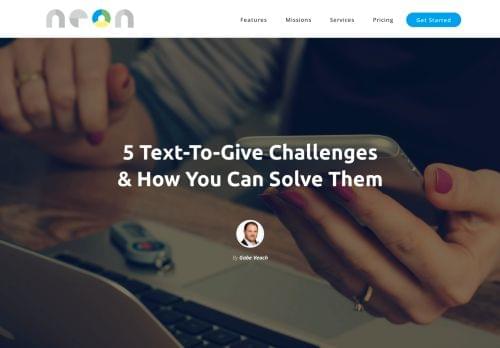 neon
Features Missions Services Pricing Get Started
5 Text-To-Give Challenges
& How You Can Solve Them
By Gabe Veach